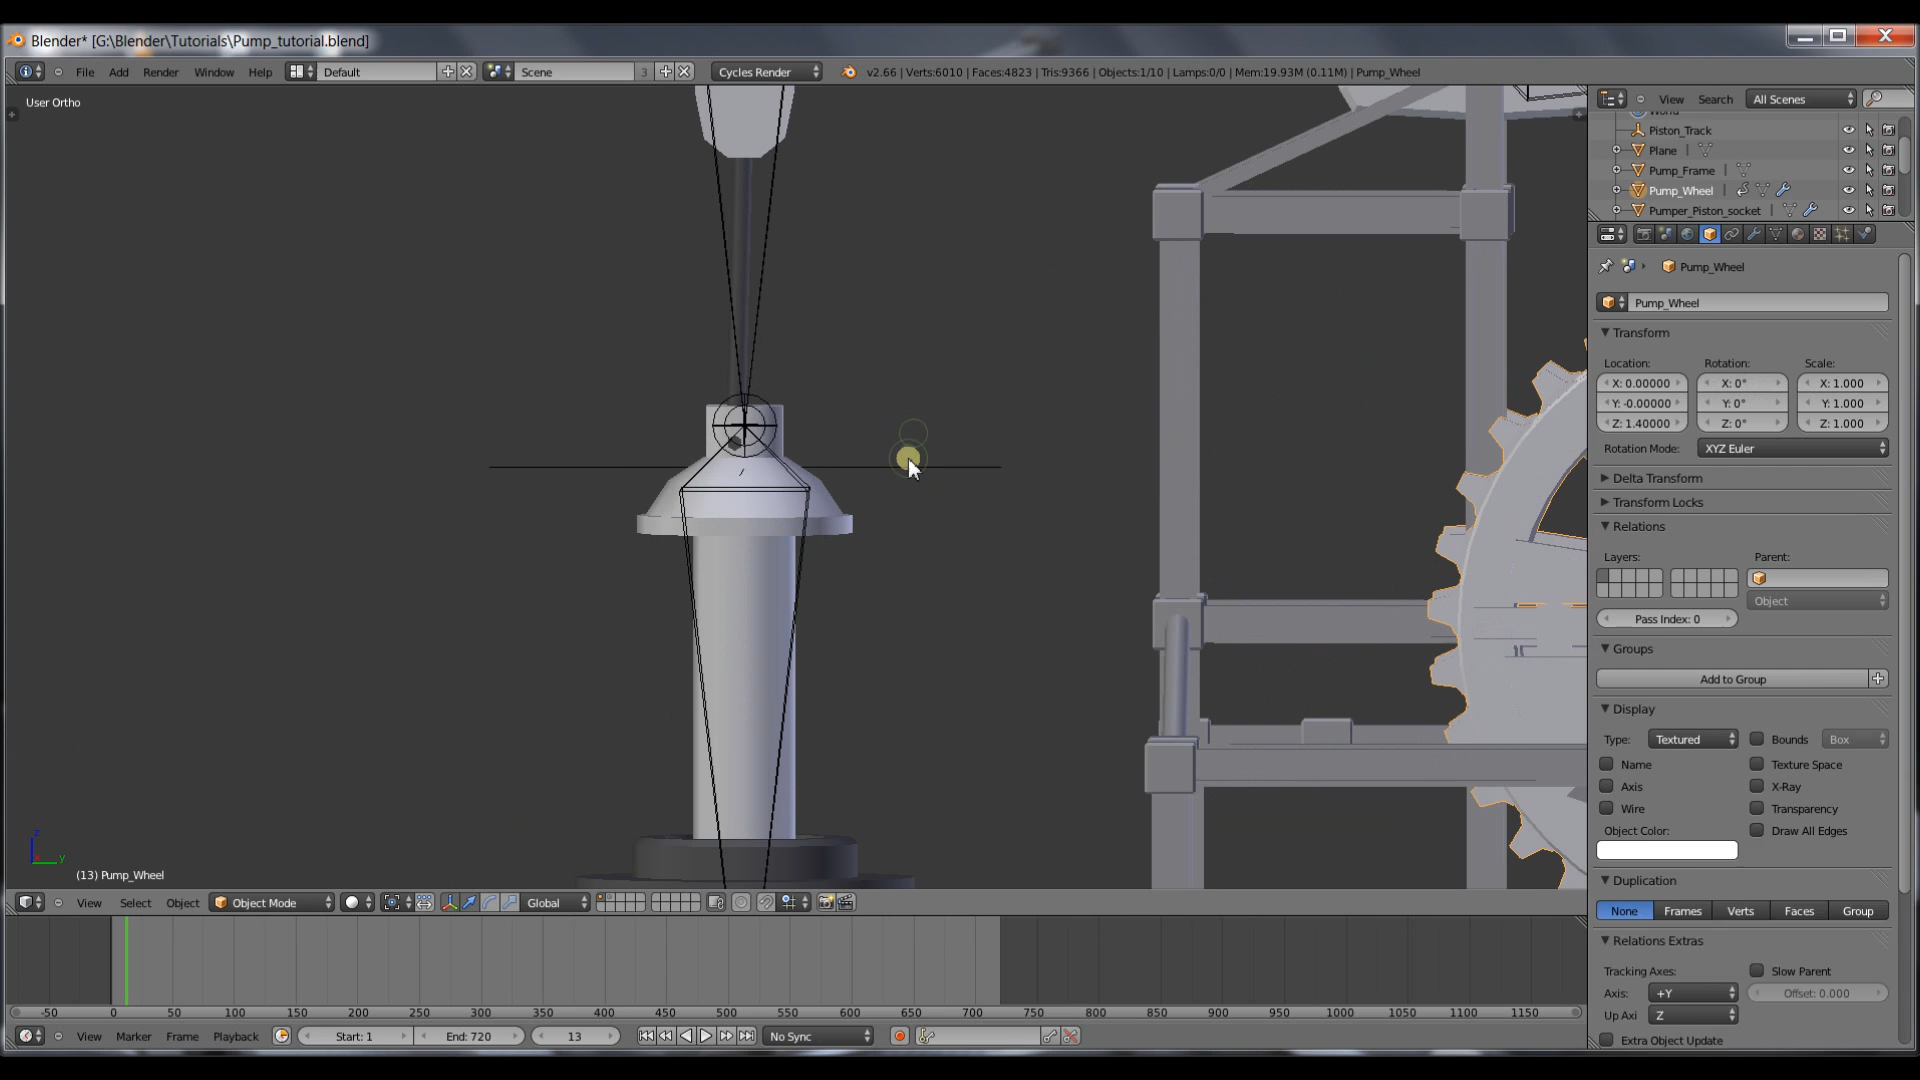 Blender* [G:\Blender\Tutorials\Pump_tutorial.blend]
File Add Render Window Help Default Scene 3 Cycles Render v2.66 | Verts:6010 | Faces:4823 | Tris:9366 | Objects:1/10 | Lamps:0/0 | Mem:19.93M (0.11M) | Pump_Wheel
User Ortho
View Search All Scenes
World
Piston_Track
Plane
Pump_Frame
Pump_Wheel
Pumper_Piston_socket
Pump_Wheel
Pump_Wheel
Transform
Location: Rotation: Scale:
X: 0.00000 X: 0° X: 1.000
Y: -0.00000 Y: 0° Y: 1.000
Z: 1.40000 Z: 0° Z: 1.000
Rotation Mode: XYZ Euler
Delta Transform
Transform Locks
Relations
Layers: Parent:
Object
Pass Index: 0
Groups
Add to Group
Display
Type: Textured Bounds Box
Name Texture Space
Axis X-Ray
Wire Transparency
Object Color: Draw All Edges
Duplication
None Frames Verts Faces Group
Relations Extras
Tracking Axes: Slow Parent
Axis: +Y Offset: 0.000
Up Axi Z
Extra Object Update
z
x y
(13) Pump_Wheel
View Select Object Object Mode Global
-50 0 50 100 150 200 250 300 350 400 450 500 550 600 650 700 750 800 850 900 950 1000 1050 1100 1150
View Marker Frame Playback Start: 1 End: 720 13 No Sync